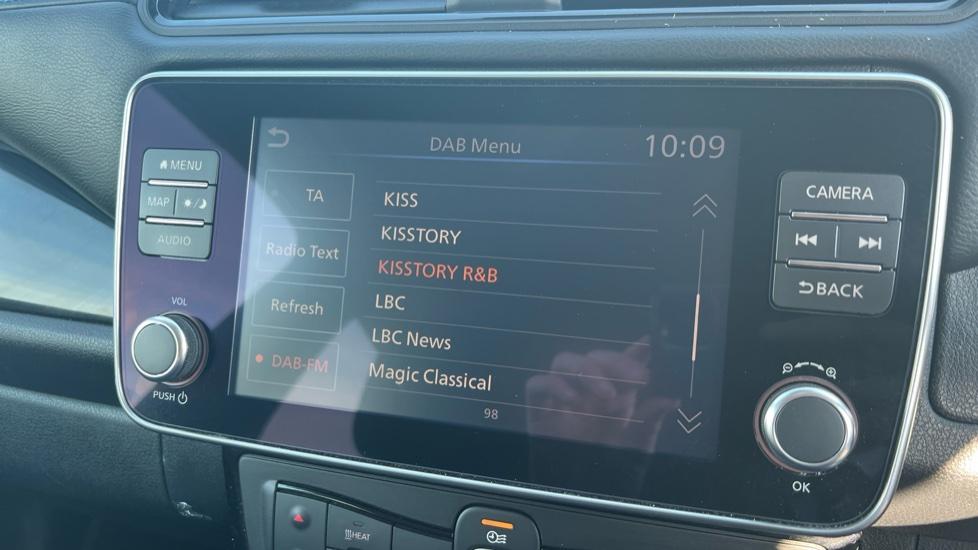 DAB Menu
10:09
MENU
MAP
AUDIO
VOL
PUSH
TA
Radio Text
Refresh
DAB-FM
KISS
KISSTORY
KISSTORY R&B
LBC
LBC News
Magic Classical
98
CAMERA
BACK
OK
HEAT